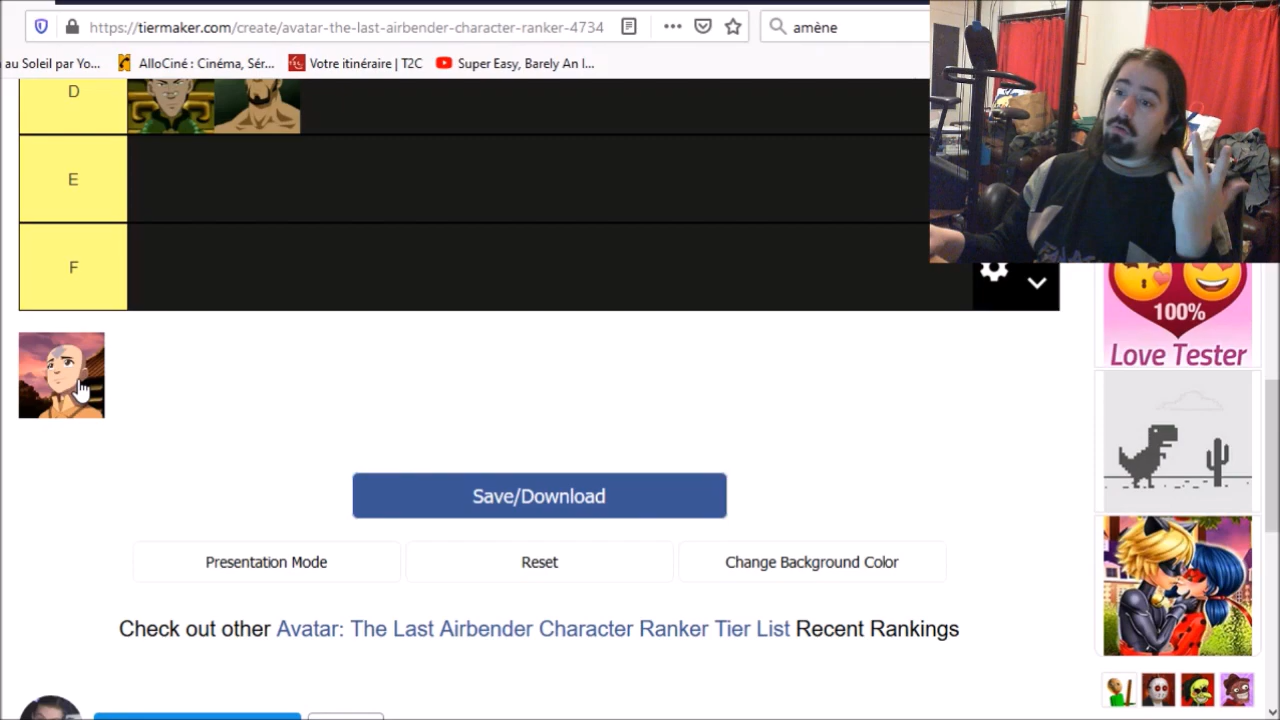 https://tiermaker.com/create/avatar-the-last-airbender-character-ranker-4734
amène
au Soleil par Yo...
AlloCiné : Cinéma, Sér...
Votre itinéraire | T2C
Super Easy, Barely An I...
D
E
F
100%
Love Tester
Save/Download
Presentation Mode
Reset
Change Background Color
Check out other Avatar: The Last Airbender Character Ranker Tier List Recent Rankings